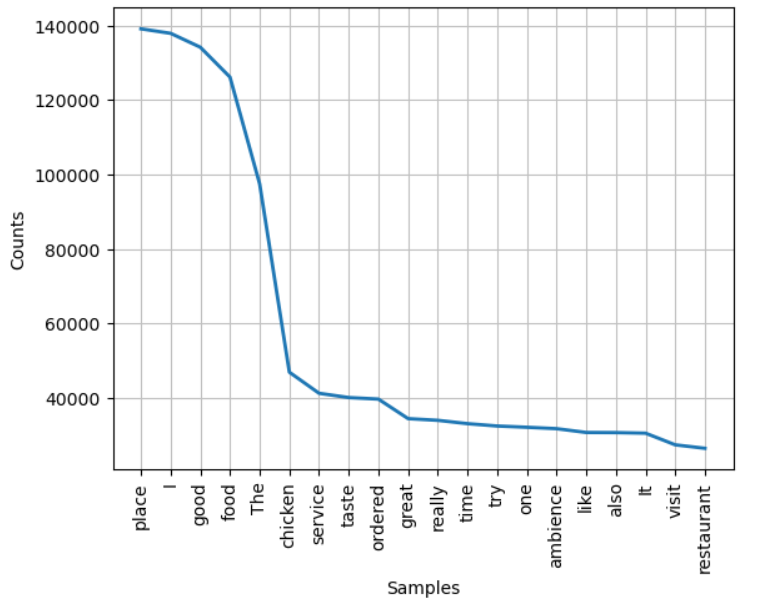 140000
120000
100000
80000
60000
40000
Counts
place
I
good
food
The
chicken
service
taste
ordered
great
really
time
try
one
ambience
like
also
It
visit
restaurant
Samples